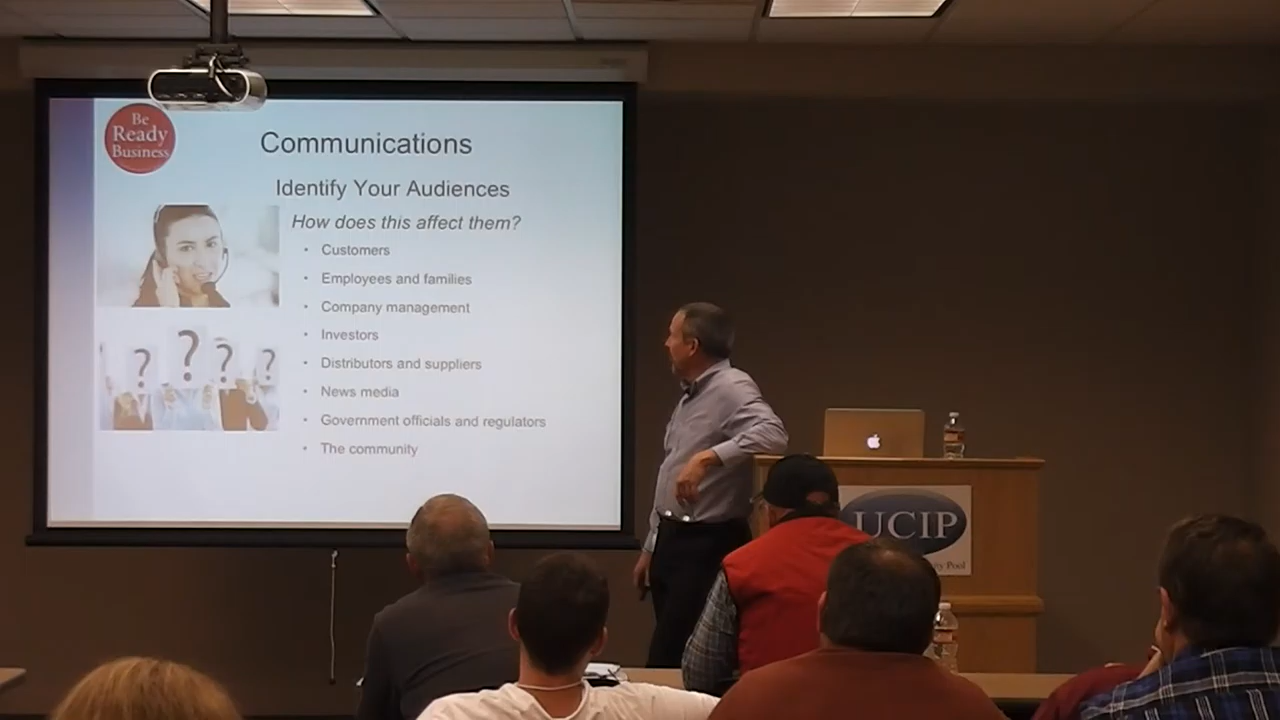 Be
Ready
Business
Communications
Identify Your Audiences
How does this affect them?
• Customers
• Employees and families
• Company management
• Investors
• Distributors and suppliers
• News media
• Government officials and regulators
• The community
? ? ? ?
UCIP
Pool